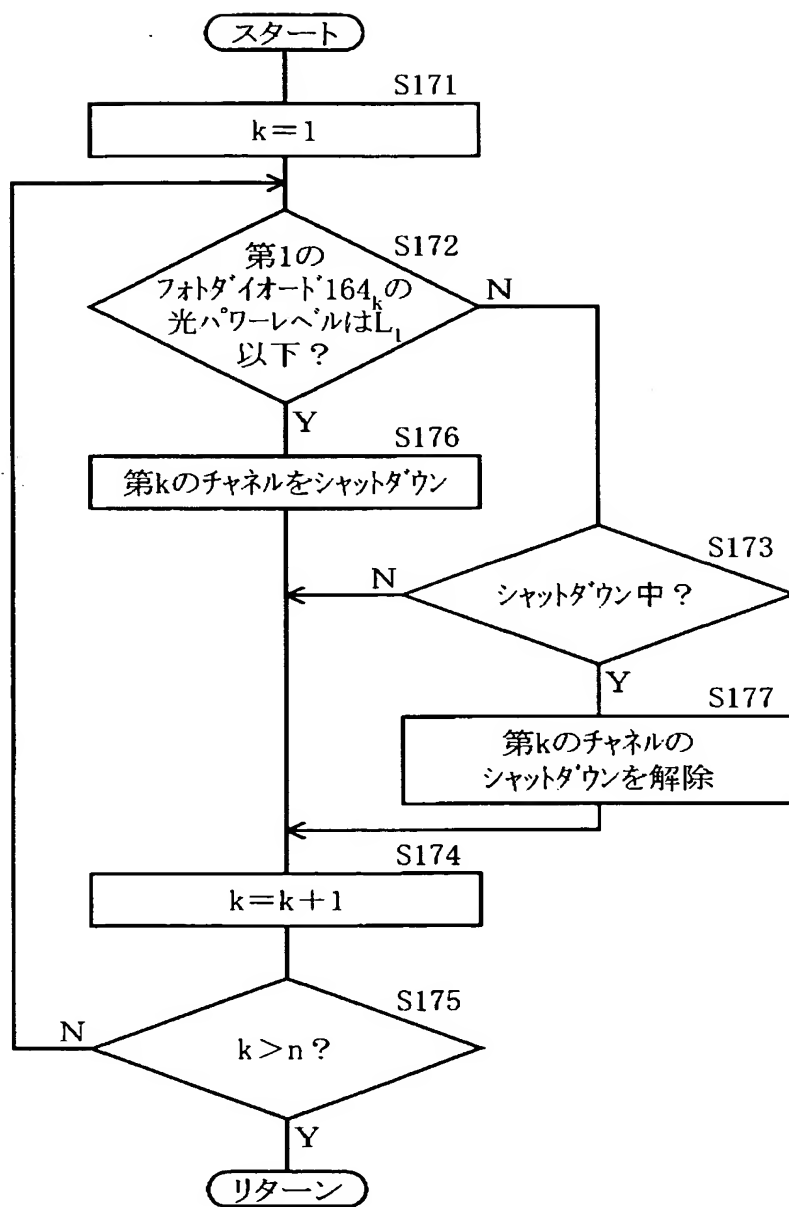 スタート
S171
k=1
S172
第1の
フォトダイオード164k の
光パワーレベルはL1
以下?
N
Y
S176
第kのチャネルをシャットダウン
S173
シャットダウン中?
N
Y
S177
第kのチャネルの
シャットダウンを解除
S174
k=k+1
S175
k>n?
N
Y
リターン